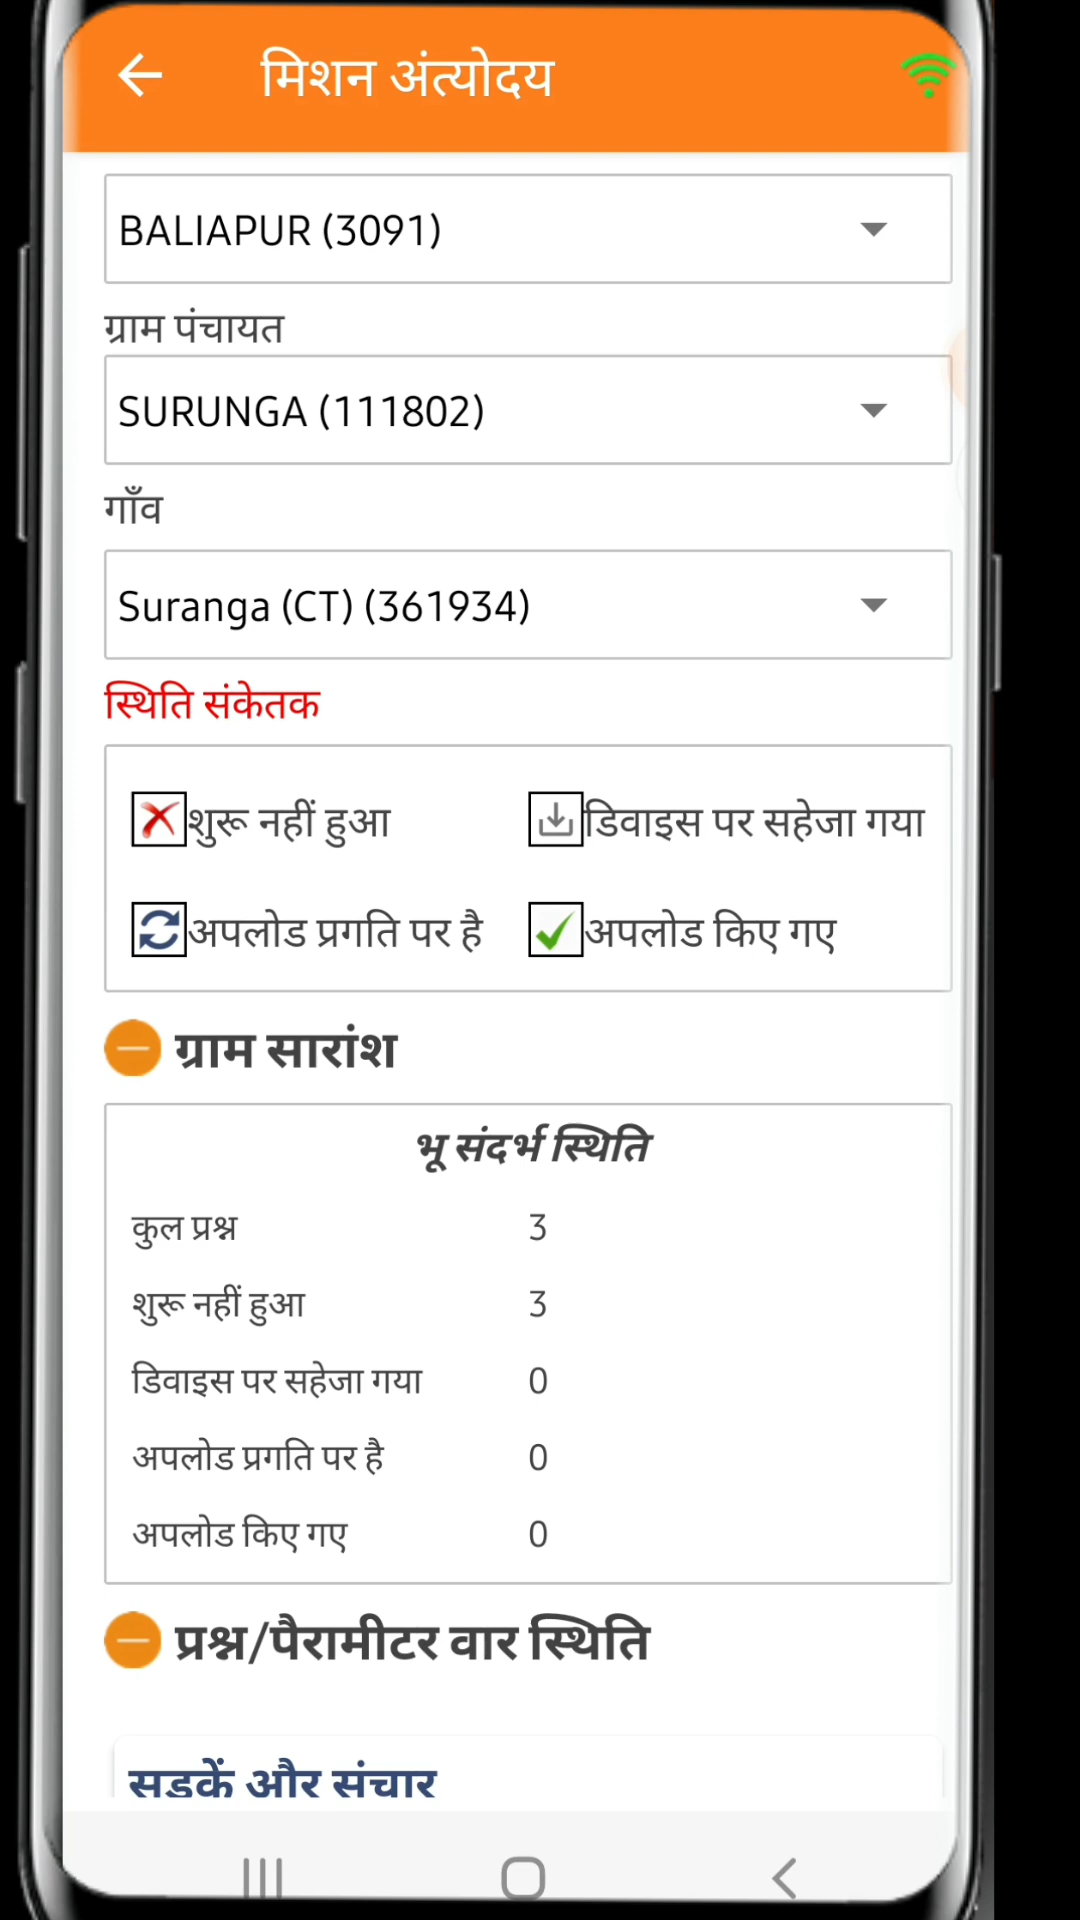 मिशन अंत्योदय
BALIAPUR (3091)
ग्राम पंचायत
SURUNGA (111802)
गाँव
Suranga (CT) (361934)
स्थिति संकेतक
शुरू नहीं हुआ डिवाइस पर सहेजा गया
अपलोड प्रगति पर है अपलोड किए गए
ग्राम सारांश
भू संदर्भ स्थिति
कुल प्रश्न 3
शुरू नहीं हुआ 3
डिवाइस पर सहेजा गया 0
अपलोड प्रगति पर है 0
अपलोड किए गए 0
प्रश्न/पैरामीटर वार स्थिति
सड़कें और संचार